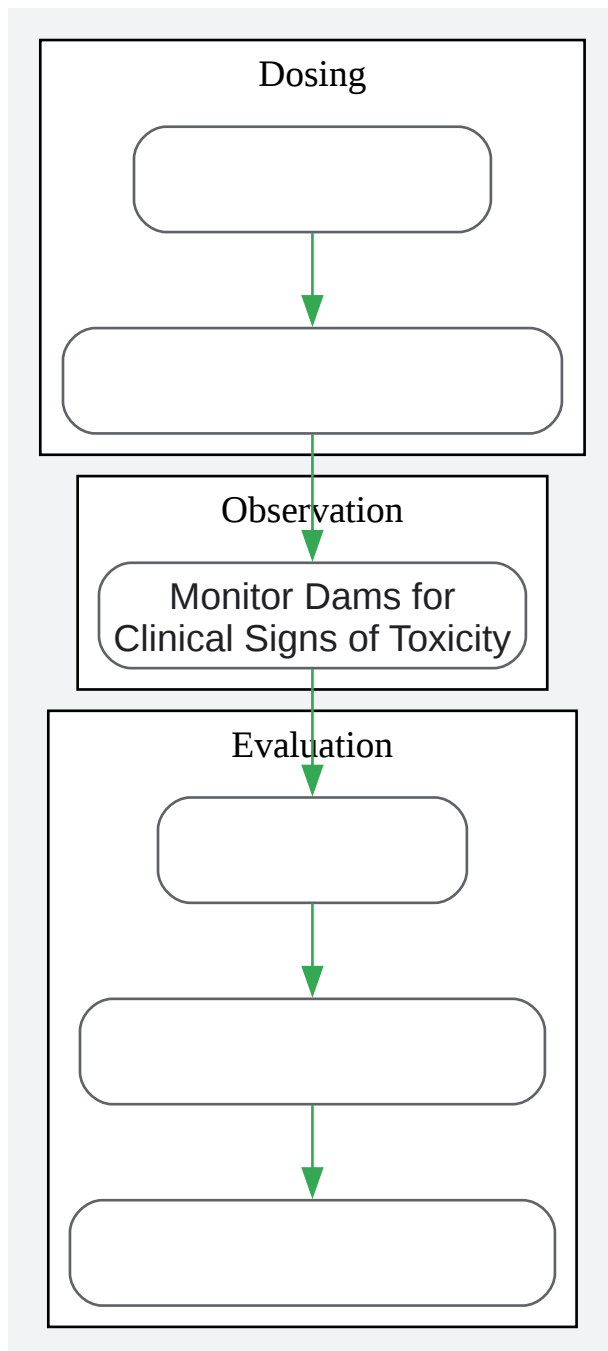 Dosing
Observation
Monitor Dams for
Clinical Signs of Toxicity
Evaluation